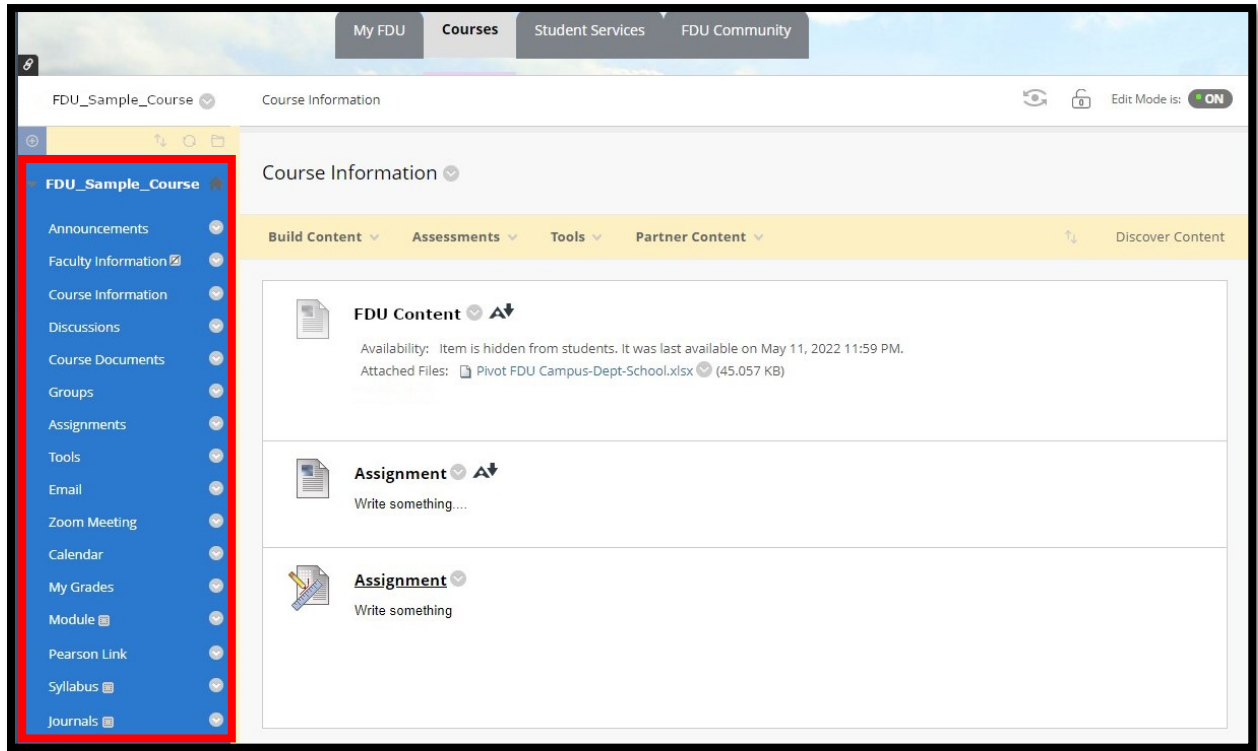 My FDU Courses Student Services FDU Community
FDU_Sample_Course Course Information Edit Mode is: ON
FDU_Sample_Course
Announcements
Faculty Information
Course Information
Discussions
Course Documents
Groups
Assignments
Tools
Email
Zoom Meeting
Calendar
My Grades
Module
Pearson Link
Syllabus
Journals
Course Information
Build Content Assessments Tools Partner Content Discover Content
FDU Content
Availability: Item is hidden from students. It was last available on May 11, 2022 11:59 PM.
Attached Files: Pivot FDU Campus-Dept-School.xlsx (45.057 KB)
Assignment
Write something....
Assignment
Write something